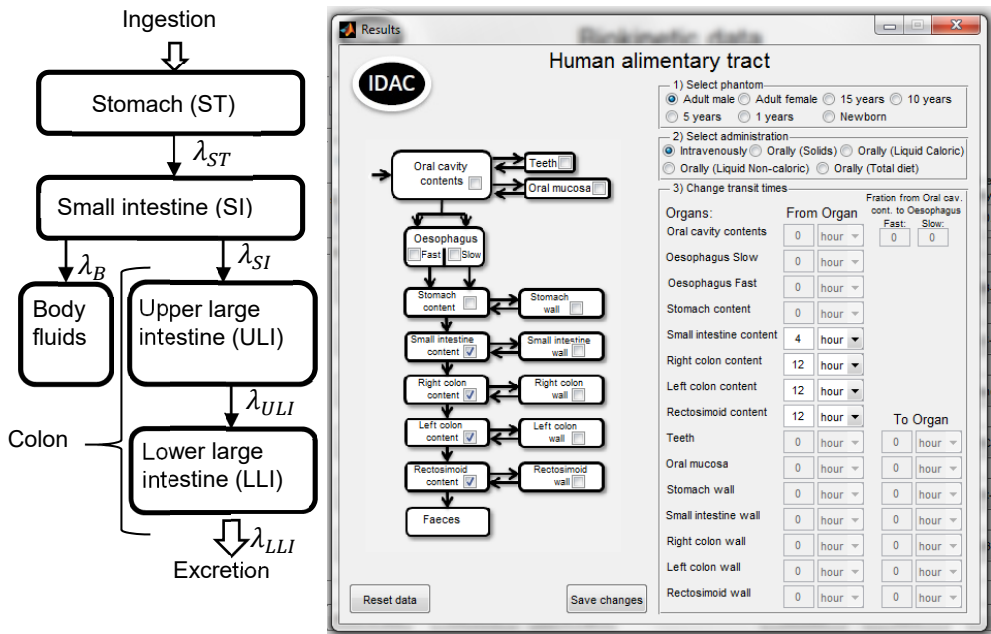 Ingestion
Stomach (ST)
λ_ST
Small intestine (SI)
λ_B
λ_SI
Body
fluids
Upper large
intestine (ULI)
λ_ULI
Colon
Lower large
intestine (LLI)
λ_LLI
Excretion
Results
Biokinetic data
Human alimentary tract
IDAC
Oral cavity
contents
Teeth
Oral mucosa
Oesophagus
Fast
Slow
Stomach
content
Stomach
wall
Small intestine
content
Small intestine
wall
Right colon
content
Right colon
wall
Left colon
content
Left colon
wall
Rectosimoid
content
Rectosimoid
wall
Faeces
Reset data
Save changes
1) Select phantom
Adult male Adult female 15 years 10 years
5 years 1 years Newborn
2) Select administration
Intravenously Orally (Solids) Orally (Liquid Caloric)
Orally (Liquid Non-caloric) Orally (Total diet)
3) Change transit times
Fration from Oral cav.
cont. to Oesophagus
Organs: From Organ Fast: Slow:
Oral cavity contents 0 hour 0 0
Oesophagus Slow 0 hour
Oesophagus Fast 0 hour
Stomach content 0 hour
Small intestine content 4 hour
Right colon content 12 hour
Left colon content 12 hour
Rectosimoid content 12 hour
To Organ
Teeth 0 hour 0 hour
Oral mucosa 0 hour 0 hour
Stomach wall 0 hour 0 hour
Small intestine wall 0 hour 0 hour
Right colon wall 0 hour 0 hour
Left colon wall 0 hour 0 hour
Rectosimoid wall 0 hour 0 hour